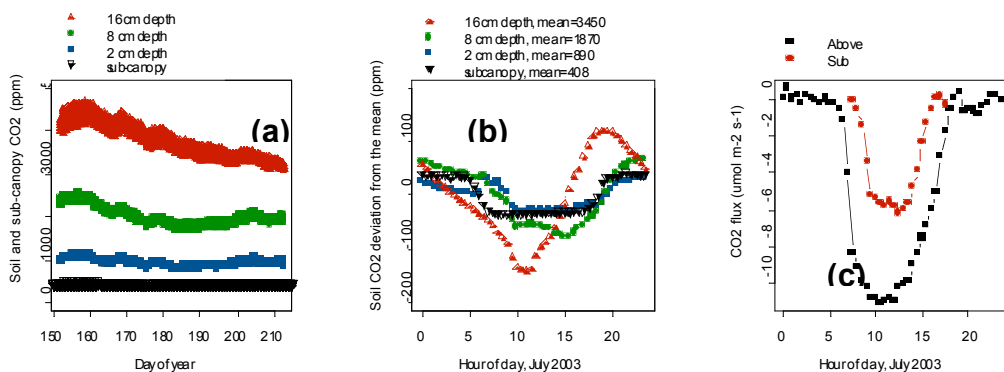 16cm depth
8 cm depth
2 cm depth
sub-canopy
Soil and sub-canopy CO2 (ppm)
3000
1000
0
(a)
150 160 170 180 190 200 210
Day of year
16cm depth, mean=3450
8 cm depth, mean=1870
2 cm depth, mean=890
subcanopy, mean=408
Soil CO2 deviation from the mean (ppm)
100
0
-100
-200
(b)
0 5 10 15 20
Hour of day, July 2003
Above
Sub
CO2 flux (umol m-2 s-1)
0
-2
-4
-6
-8
-10
(c)
0 5 10 15 20
Hour of day, July 2003